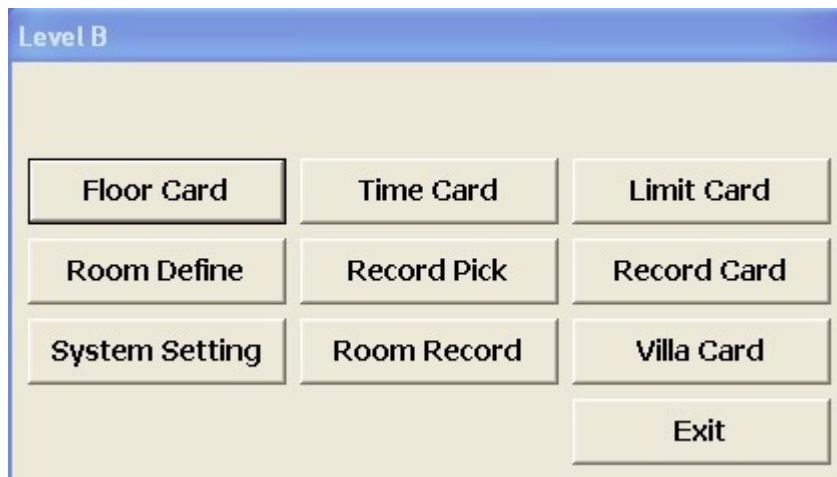 Level B
Floor Card
Time Card
Limit Card
Room Define
Record Pick
Record Card
System Setting
Room Record
Villa Card
Exit